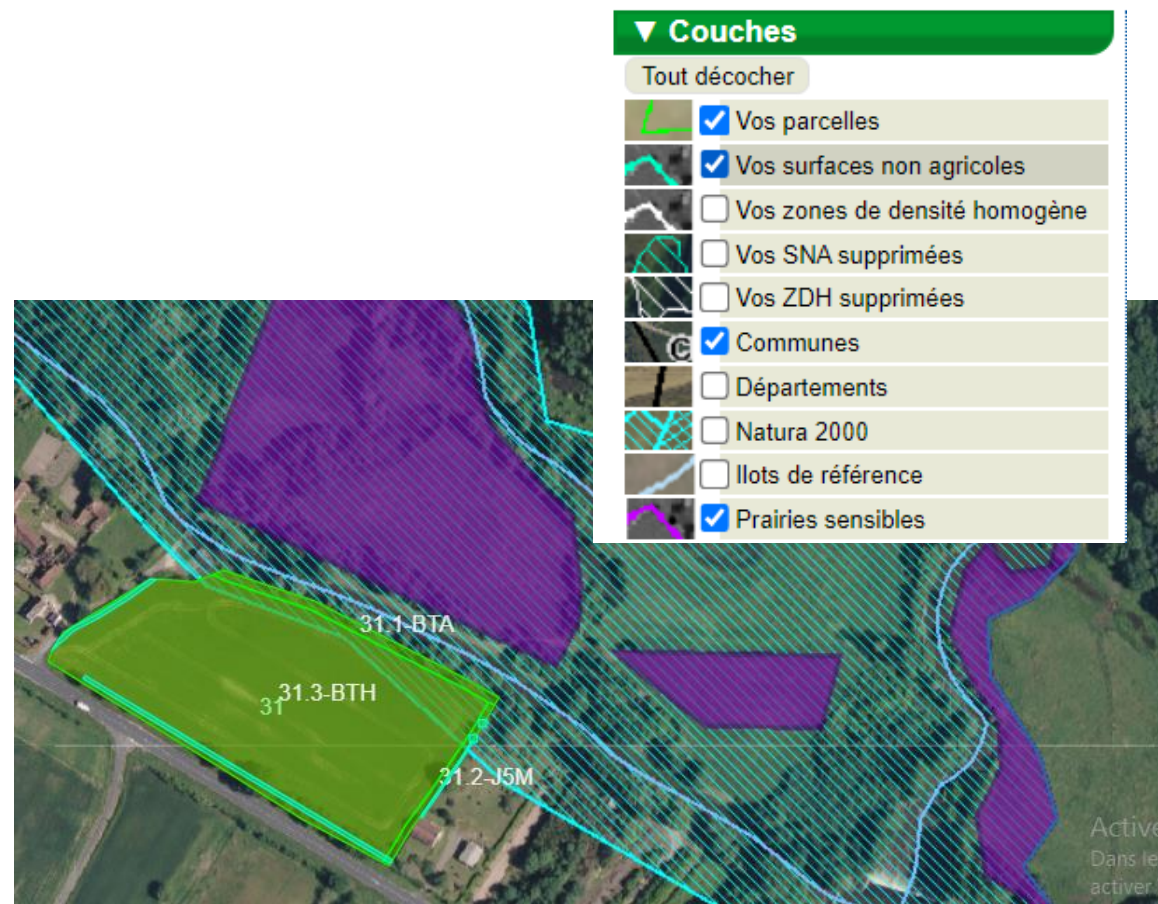 ▼ Couches
Tout décocher
Vos parcelles
Vos surfaces non agricoles
Vos zones de densité homogène
Vos SNA supprimées
Vos ZDH supprimées
© Communes
Départements
Natura 2000
Ilots de référence
Prairies sensibles
31.1-BTA
31.3-BTH
31
31.2-J5M
Active
Dans le
activer